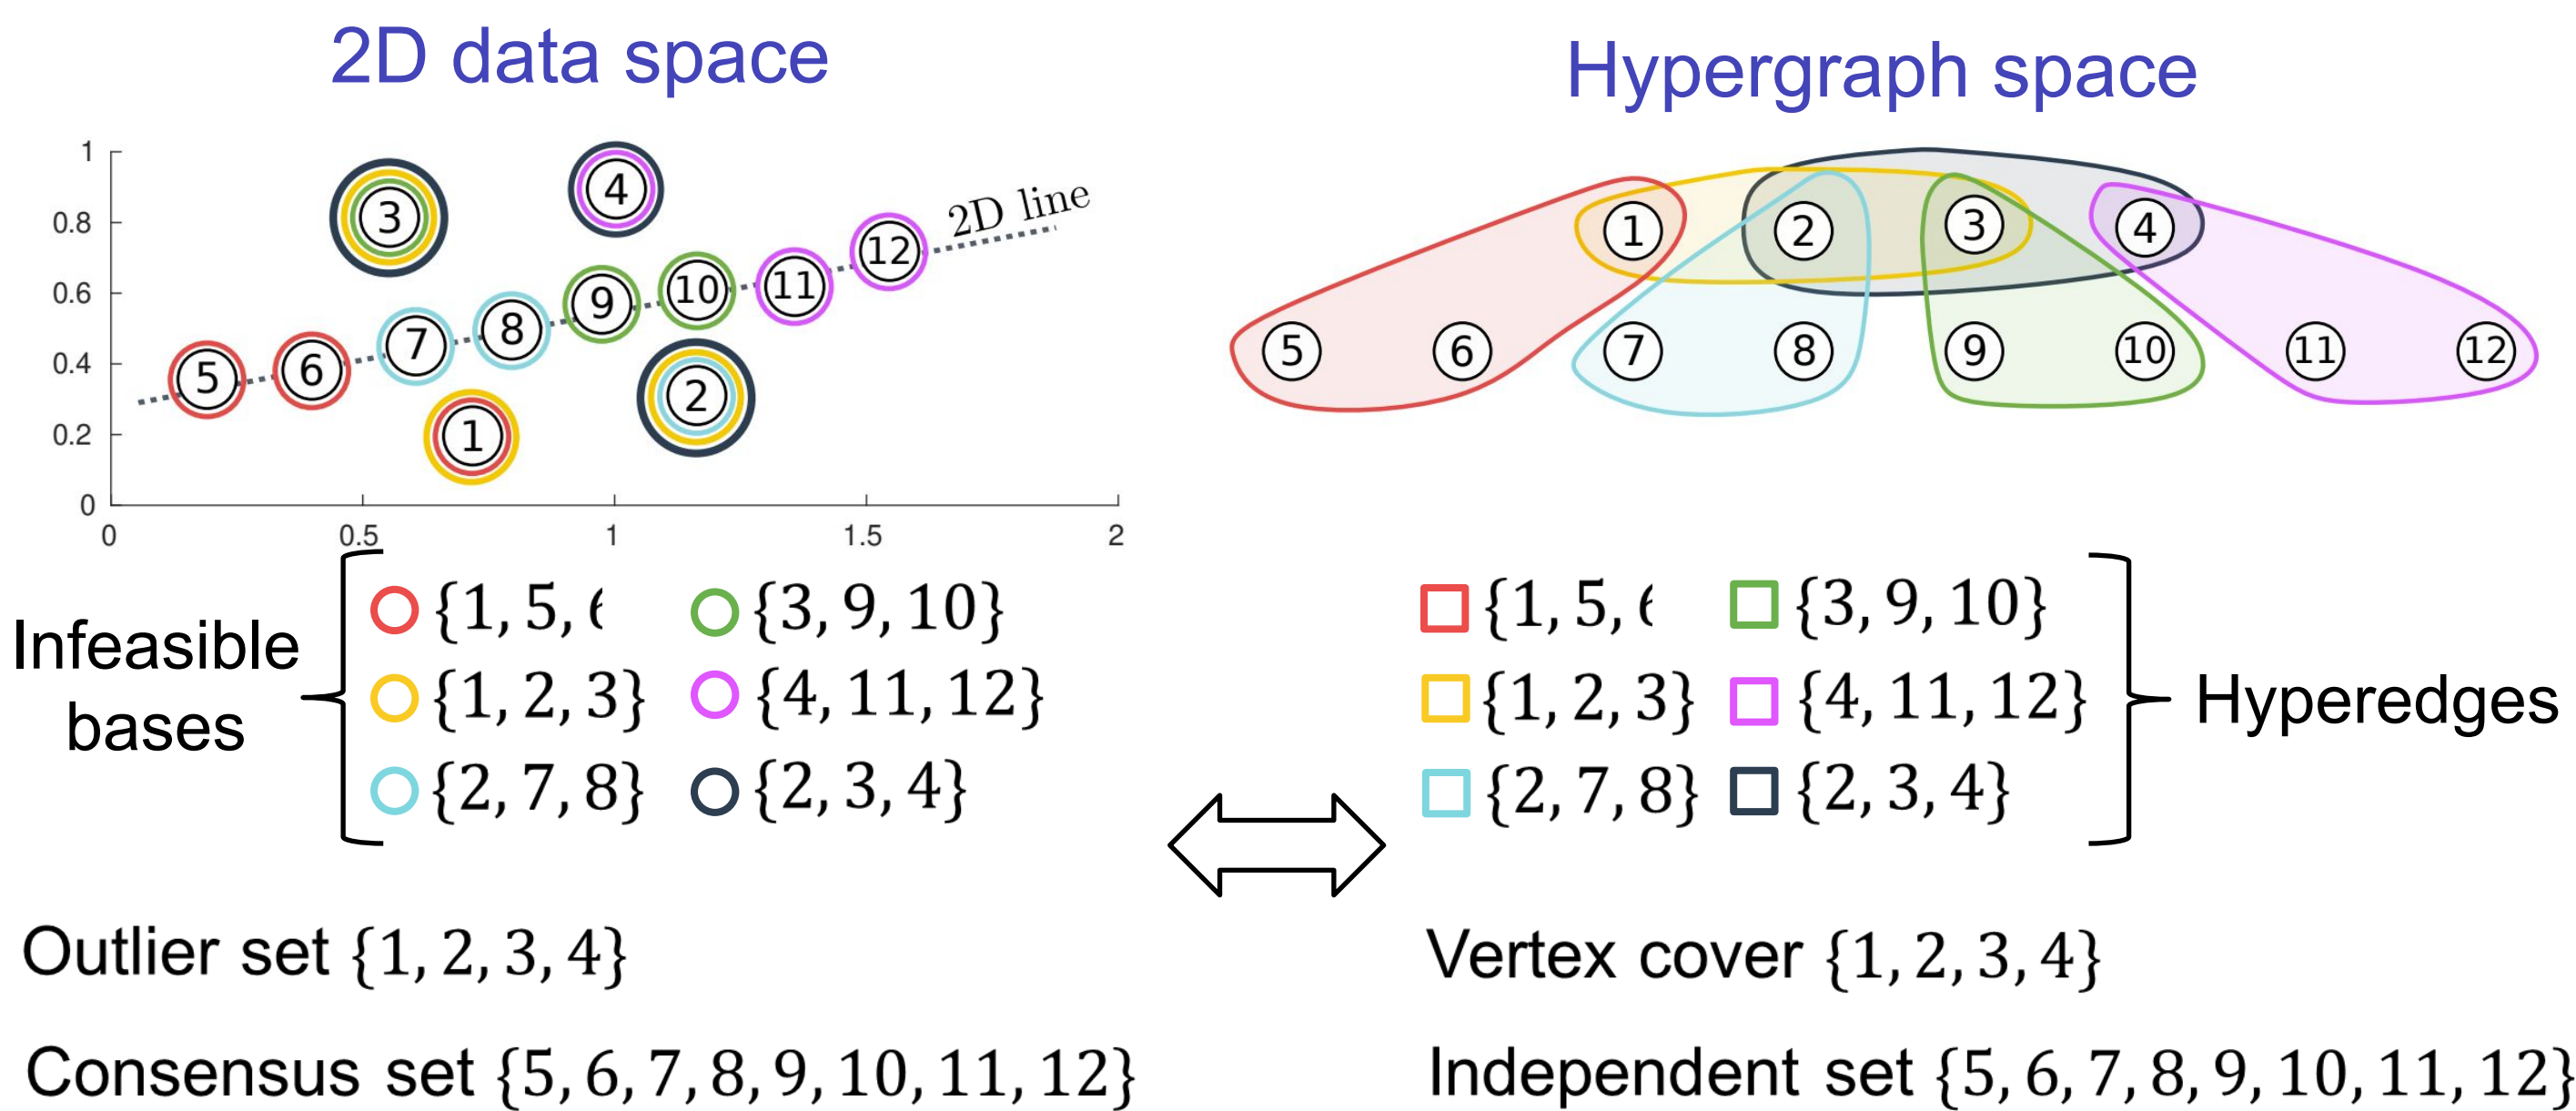 2D data space
1
0.8
0.6
0.4
0.2
0
0
0.5
1
1.5
2
3
4
2D line
12
11
10
9
8
7
6
5
2
1
Infeasible
bases
{1, 5,
{3, 9, 10}
{1, 2, 3}
{4, 11, 12}
{2, 7, 8}
{2, 3, 4}
Outlier set {1, 2, 3, 4}
Consensus set {5, 6, 7, 8, 9, 10, 11, 12}
Hypergraph space
1
2
3
4
5
6
7
8
9
10
11
12
{1, 5,
{3, 9, 10}
{1, 2, 3}
{4, 11, 12}
{2, 7, 8}
{2, 3, 4}
Hyperedges
Vertex cover {1, 2, 3, 4}
Independent set {5, 6, 7, 8, 9, 10, 11, 12}